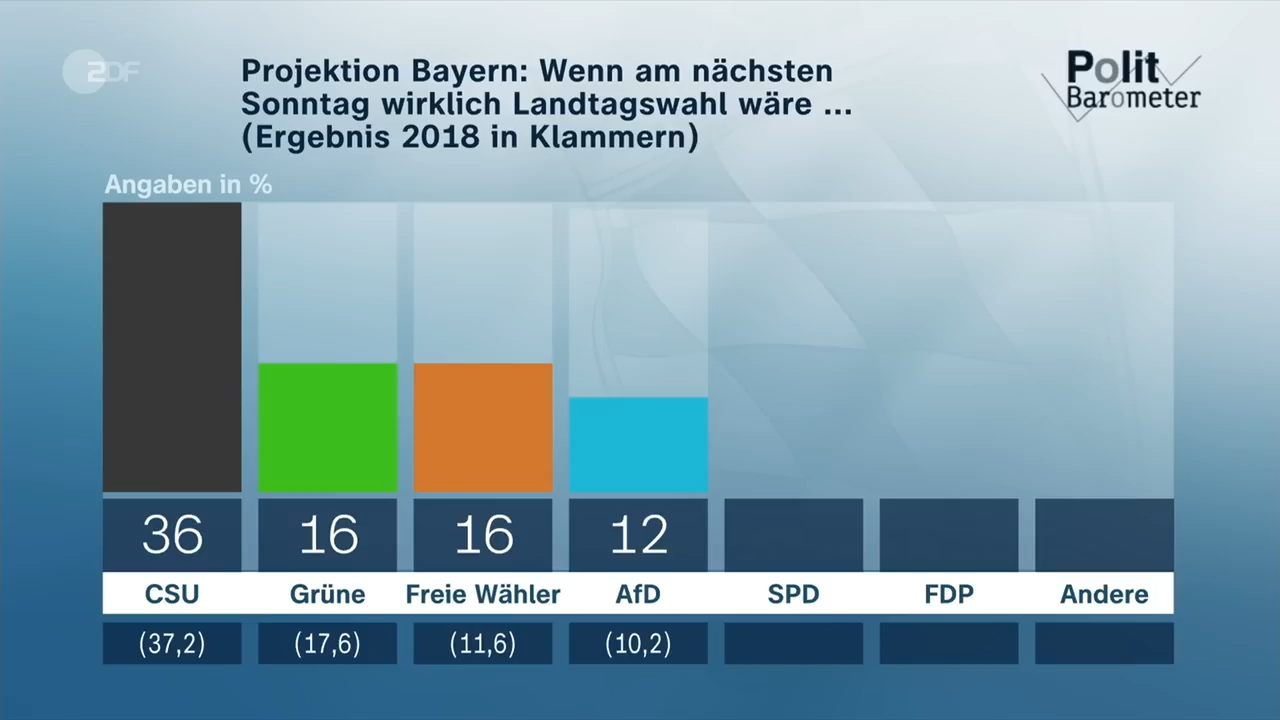 ZDF
Projektion Bayern: Wenn am nächsten
Sonntag wirklich Landtagswahl wäre ...
(Ergebnis 2018 in Klammern)
Polit
Barometer
Angaben in %
36 16 16 12
CSU Grüne Freie Wähler AfD SPD FDP Andere
(37,2) (17,6) (11,6) (10,2)